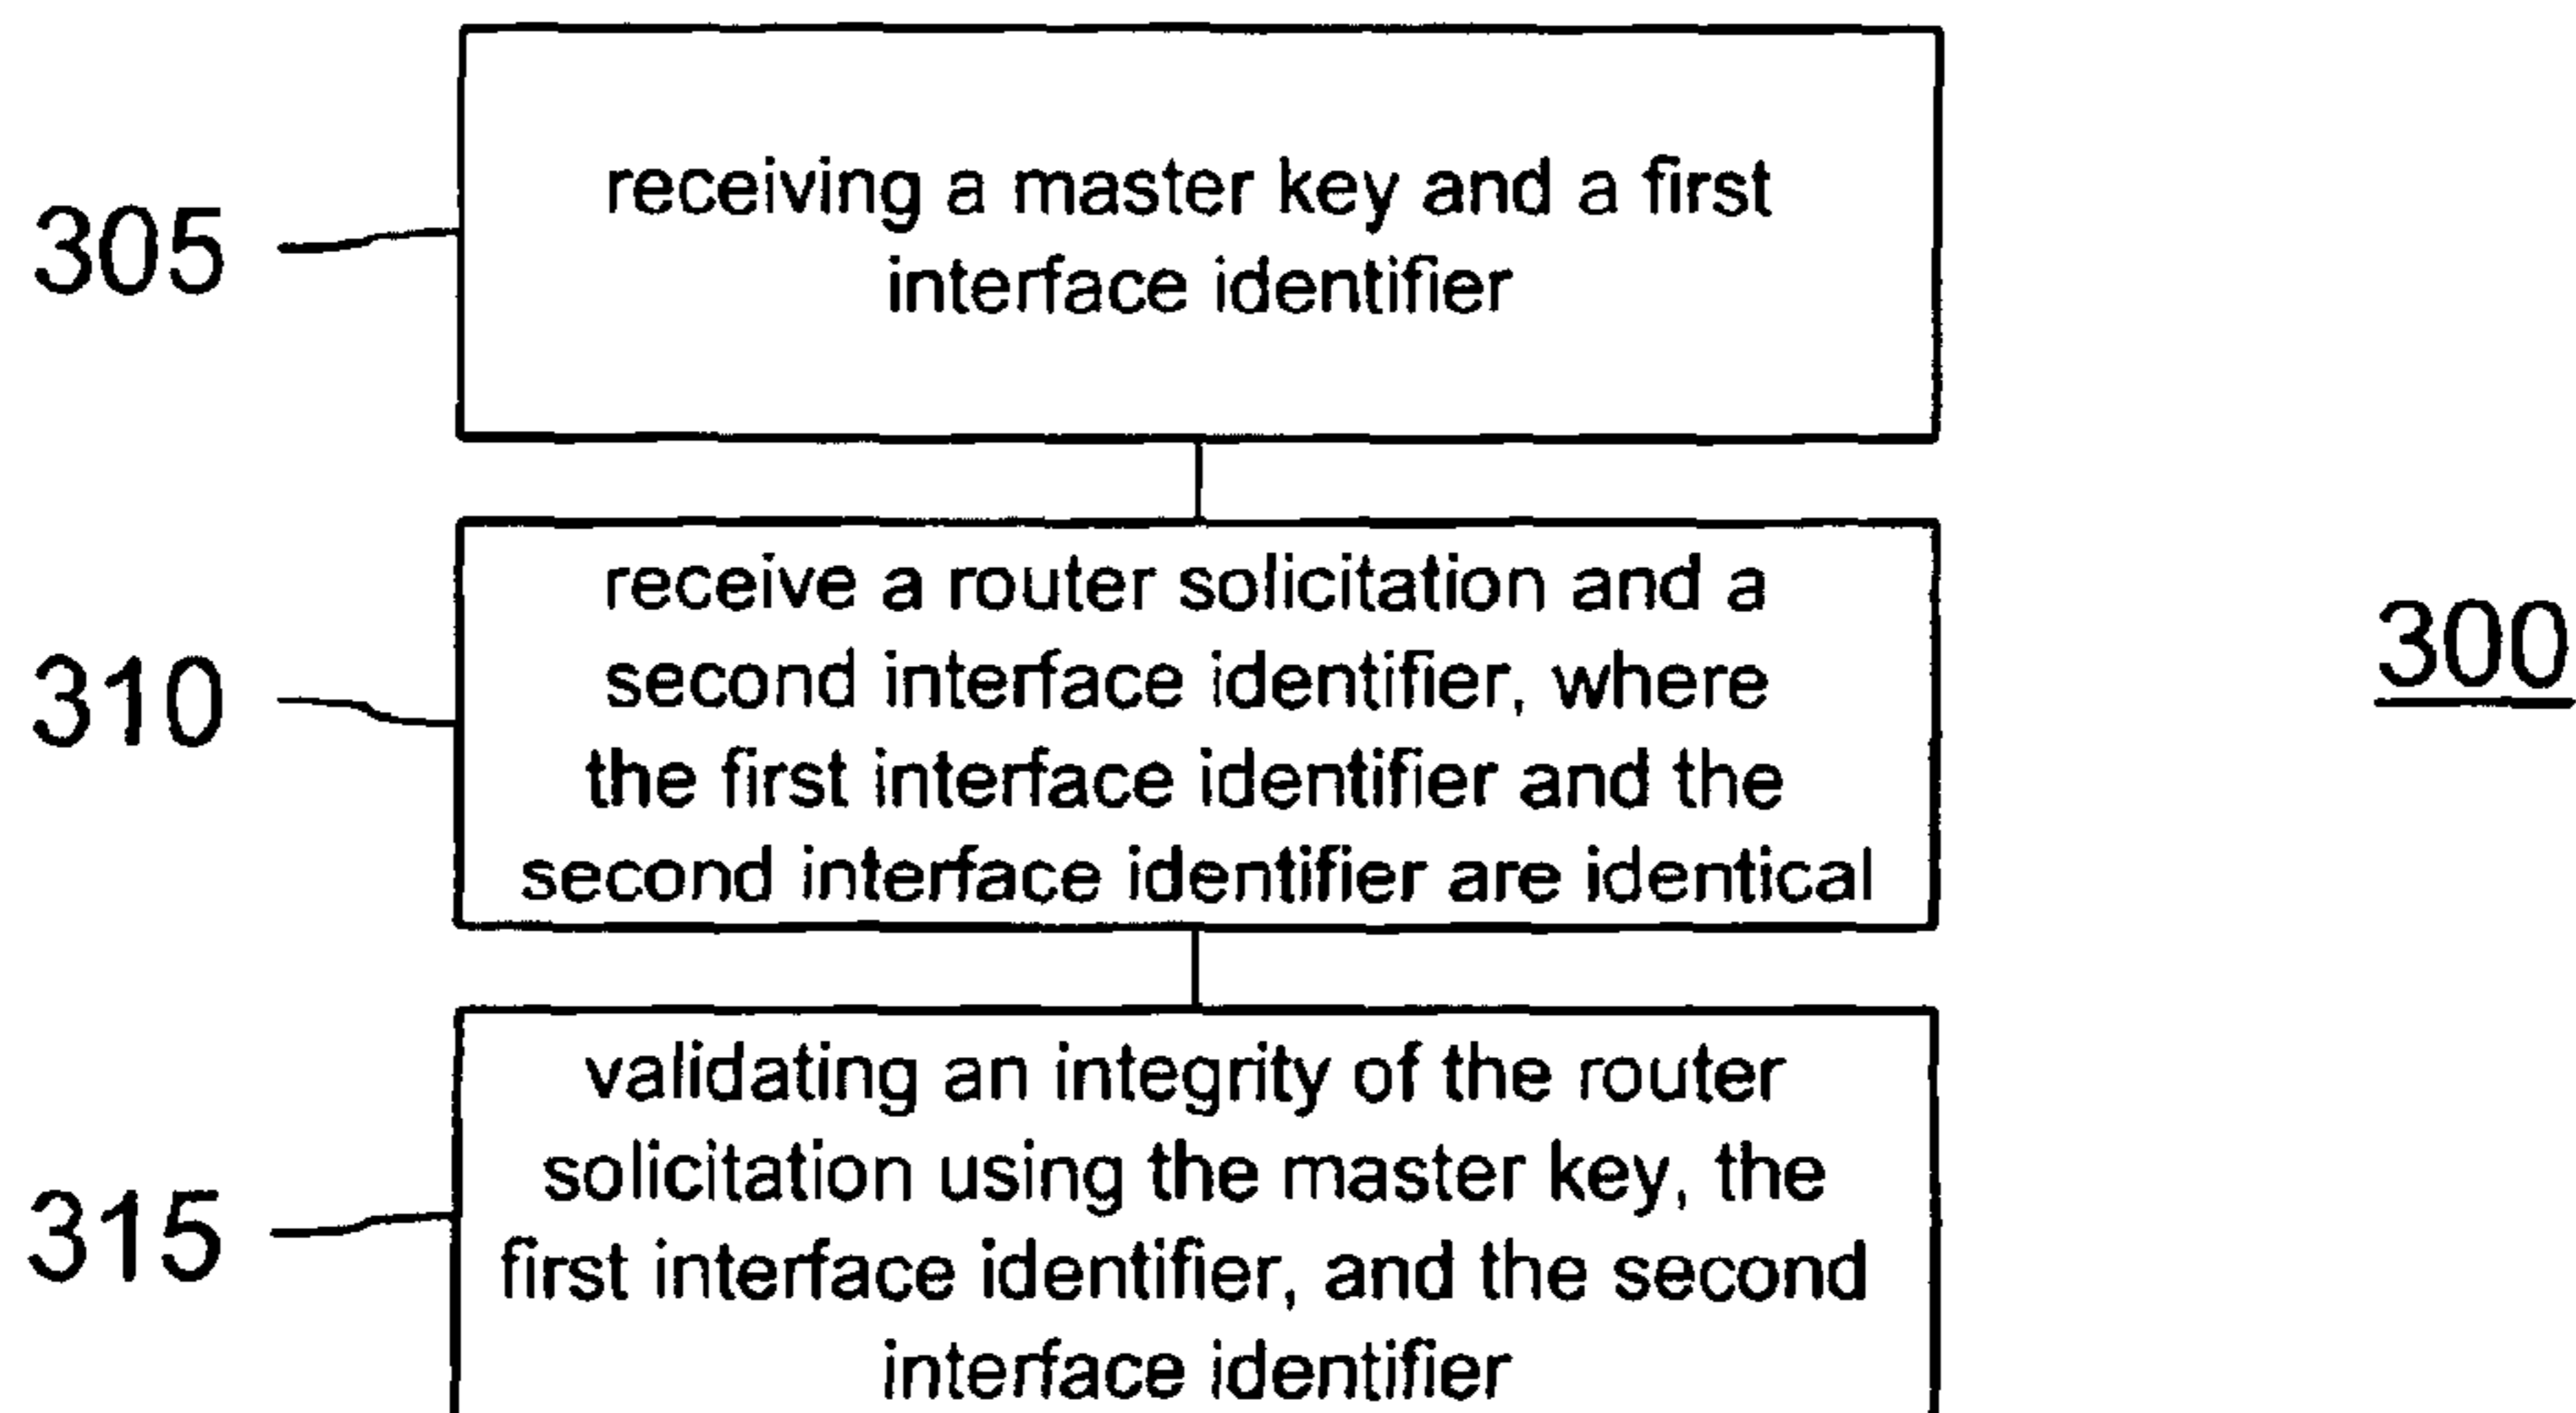 305
receiving a master key and a first
interface identifier
310
receive a router solicitation and a
second interface identifier, where
the first interface identifier and the
second interface identifier are identical
300
315
validating an integrity of the router
solicitation using the master key, the
first interface identifier, and the second
interface identifier